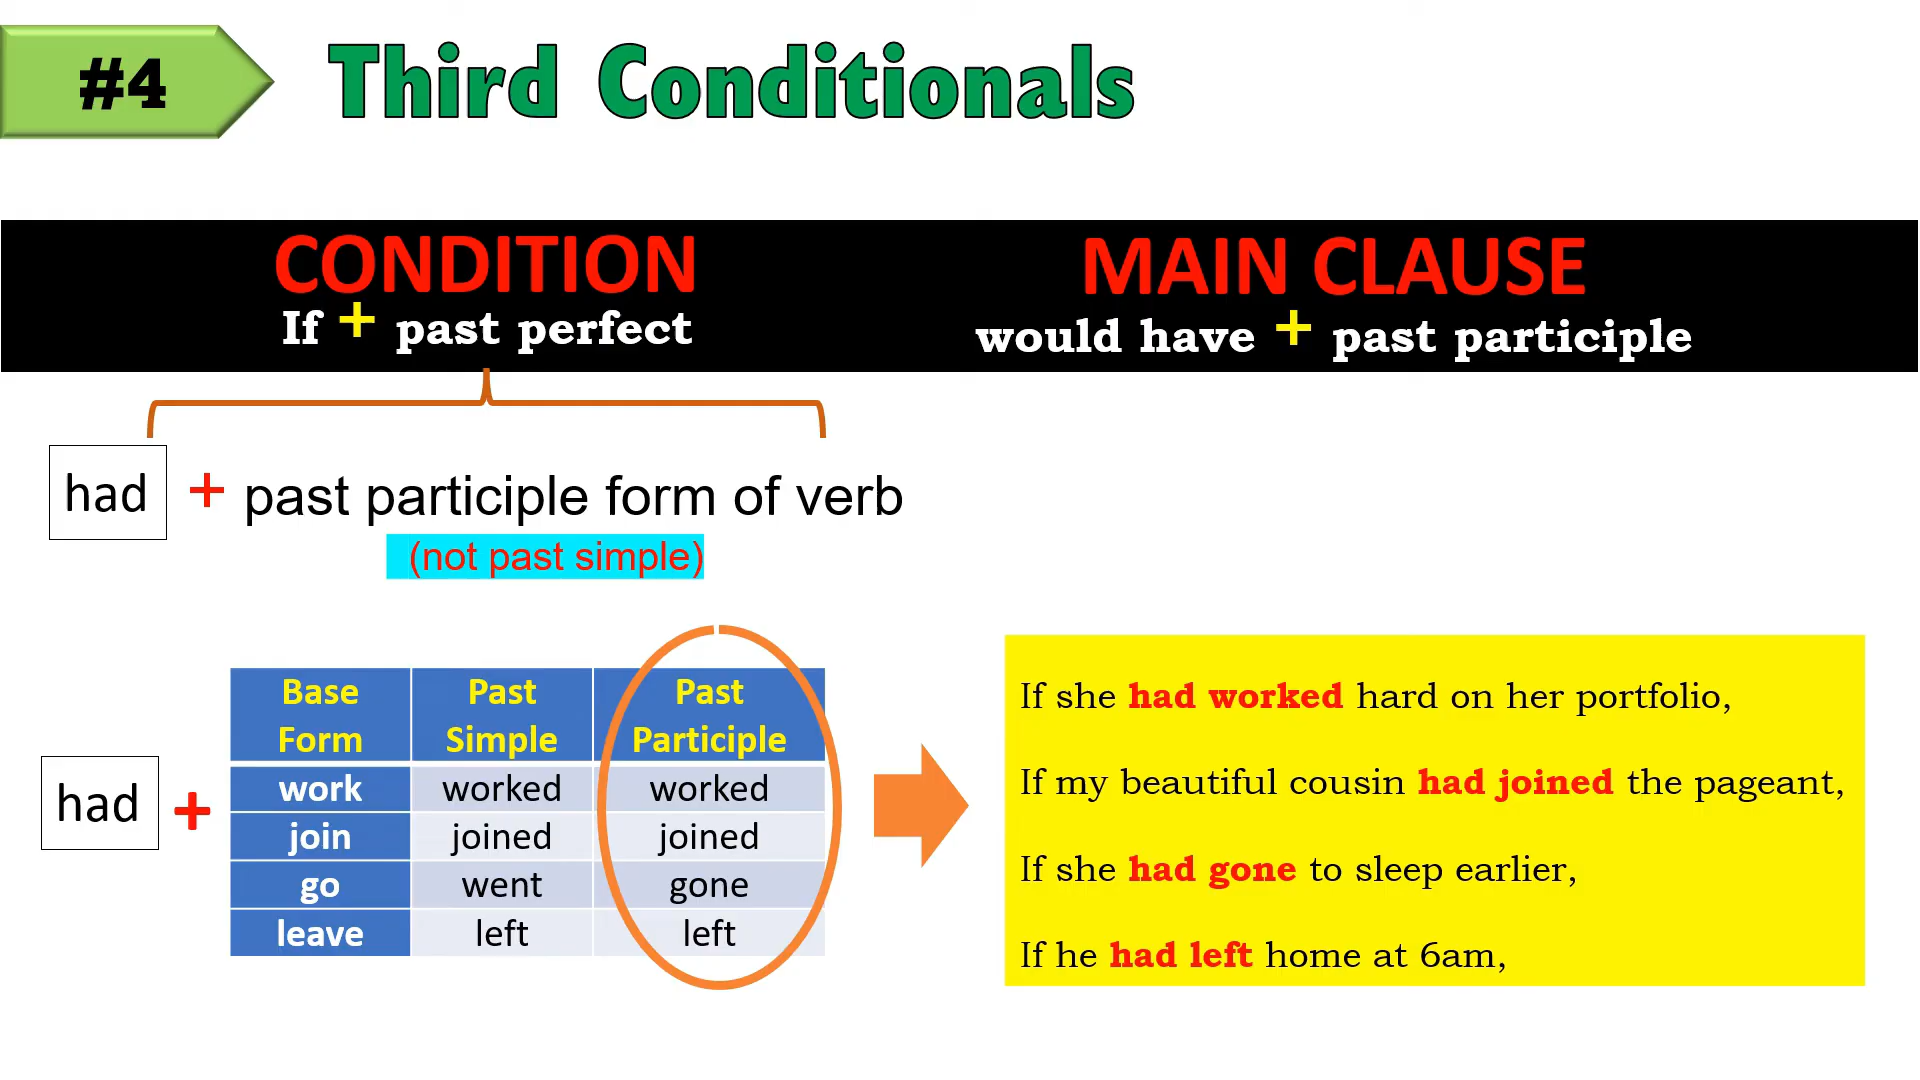 #4
Third Conditionals
CONDITION
If + past perfect
MAIN CLAUSE
would have + past participle
had + past participle form of verb
(not past simple)
had +
Base Form Past Simple Past Participle
work worked worked
join joined joined
go went gone
leave left left
If she had worked hard on her portfolio,
If my beautiful cousin had joined the pageant,
If she had gone to sleep earlier,
If he had left home at 6am,